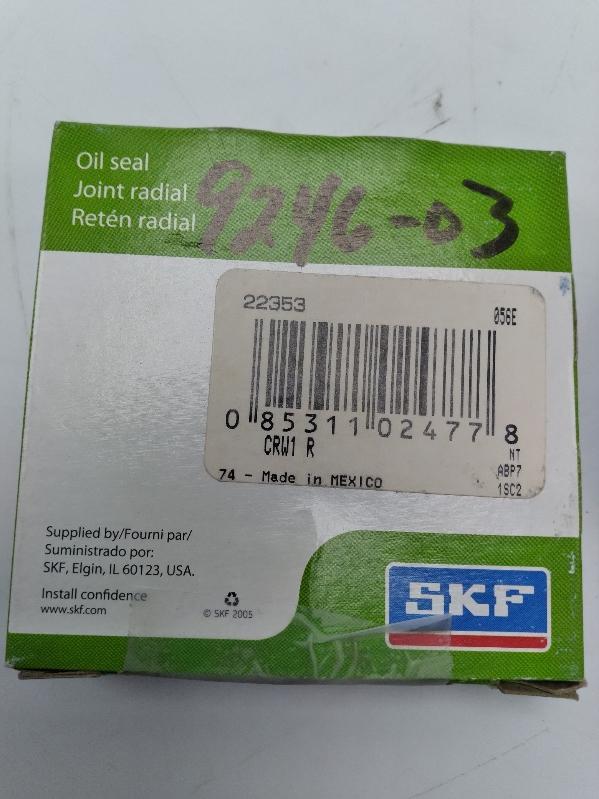 Oil seal
Joint radial
Retén radial
9246-03
22353
056E
0 85311 02477 8
CRW1 R
NT
ABP7
74 - Made in MEXICO
1SC2
Supplied by/Fourni par/
Suministrado por:
SKF, Elgin, IL 60123, USA.
Install confidence
www.skf.com
© SKF 2005
SKF